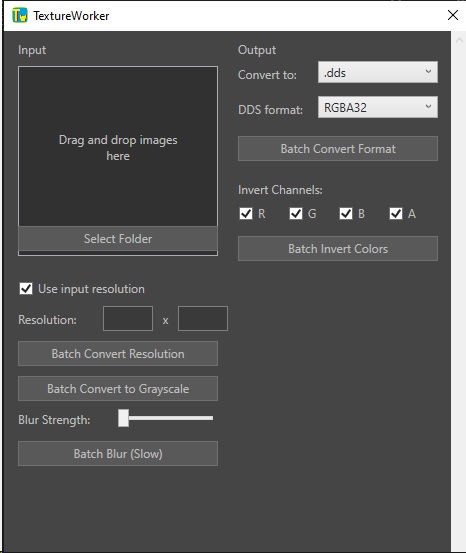 TextureWorker
Input
Drag and drop images
here
Select Folder
Use input resolution
Resolution:
x
Batch Convert Resolution
Batch Convert to Grayscale
Blur Strength:
Batch Blur (Slow)
Output
Convert to:
.dds
DDS format:
RGBA32
Batch Convert Format
Invert Channels:
R G B A
Batch Invert Colors